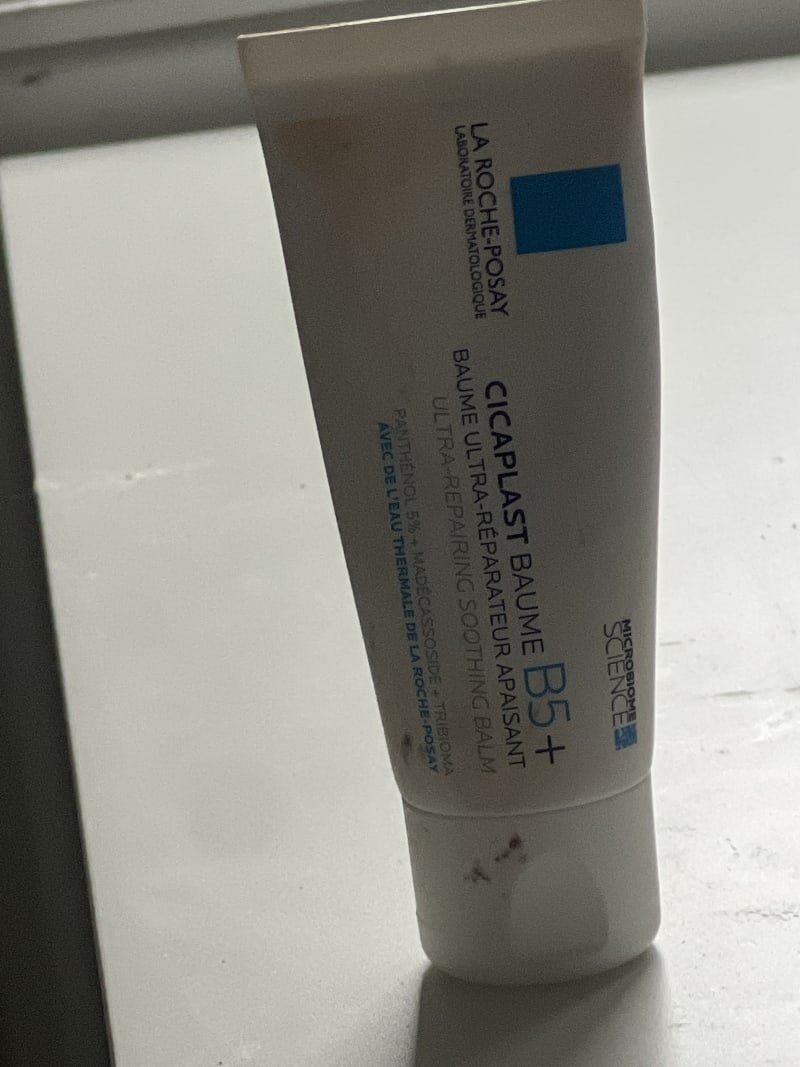 LA ROCHE-POSAY
LABORATOIRE DERMATOLOGIQUE
MICROBIOME
SCIENCE
CICAPLAST BAUME B5+
BAUME ULTRA-RÉPARATEUR APAISANT
ULTRA-REPAIRING SOOTHING BALM
PANTHÉNOL 5% + MADÉCASSOSIDE + TRIBIOMA
AVEC DE L'EAU THERMALE DE LA ROCHE-POSAY